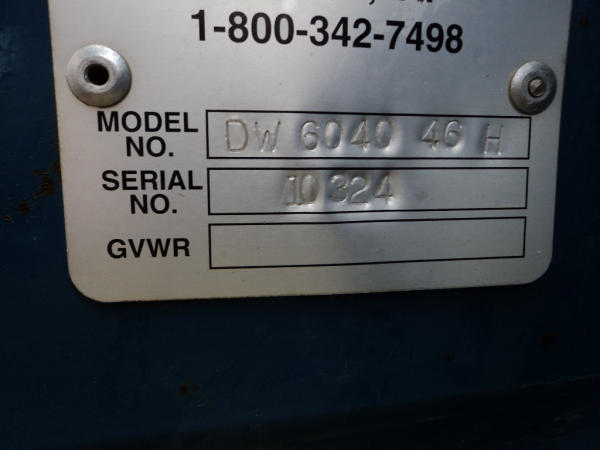 1-800-342-7498
MODEL NO. DW 6040 46 H
SERIAL NO. 10324
GVWR